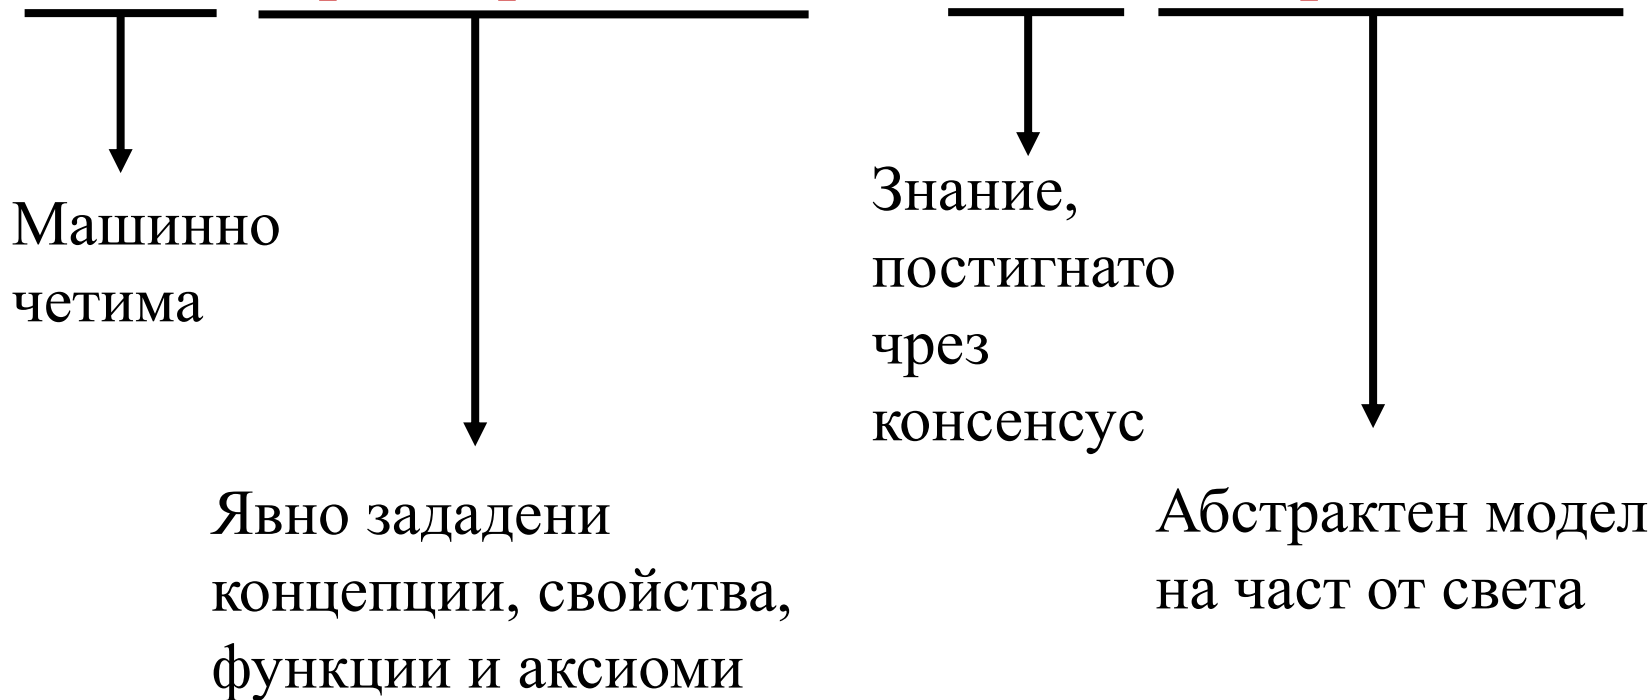 Машинно
четима
Явно зададени
концепции, свойства,
функции и аксиоми
Знание,
постигнато
чрез
консенсус
Абстрактен модел
на част от света